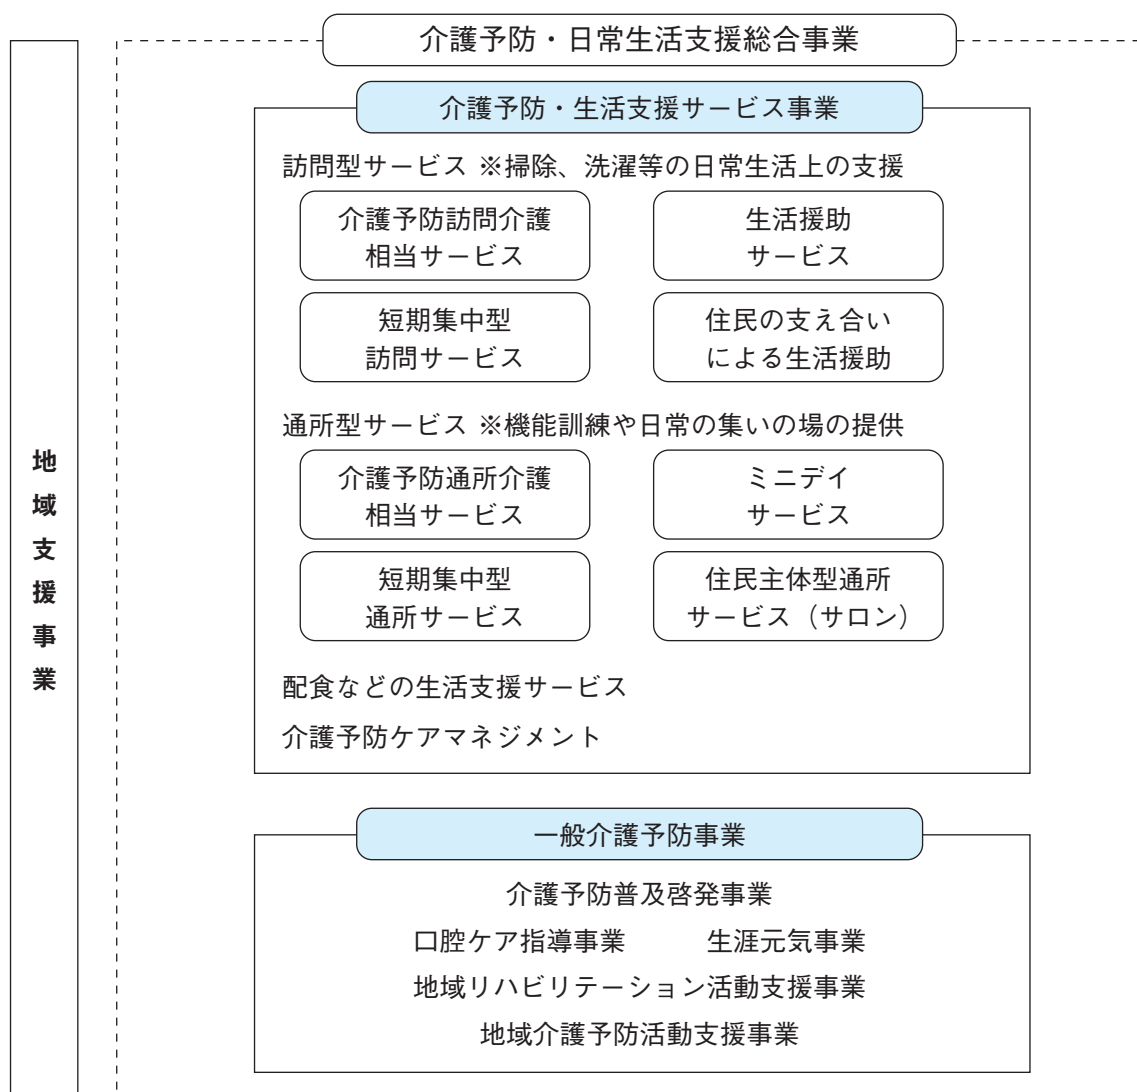 介護予防・日常生活支援総合事業
地域支援事業
介護予防・生活支援サービス事業
訪問型サービス ※掃除、洗濯等の日常生活上の支援
介護予防訪問介護
相当サービス
生活援助
サービス
短期集中型
訪問サービス
住民の支え合い
による生活援助
通所型サービス ※機能訓練や日常の集いの場の提供
介護予防通所介護
相当サービス
ミニデイ
サービス
短期集中型
通所サービス
住民主体型通所
サービス（サロン）
配食などの生活支援サービス
介護予防ケアマネジメント
一般介護予防事業
介護予防普及啓発事業
口腔ケア指導事業 生涯元気事業
地域リハビリテーション活動支援事業
地域介護予防活動支援事業